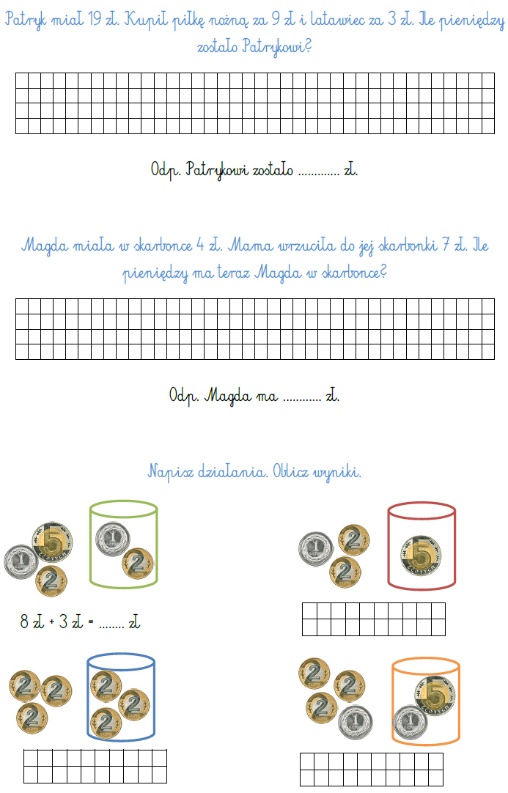 Patryk miał 19 zł. Kupił piłkę nożną za 9 zł i latawiec za 3 zł. Ile pieniędzy
zostało Patrykowi?
Odp. Patrykowi zostało ............. zł.
Magda miała w skarbonce 4 zł. Mama wrzuciła do jej skarbonki 7 zł. Ile
pieniędzy ma teraz Magda w skarbonce?
Odp. Magda ma ............ zł.
Napisz działania. Oblicz wyniki.
5 1 2 1 2
1 2 2 5
8 zł + 3 zł = ........ zł
2 2 2 2 2 2
2 2 2 1 5 1